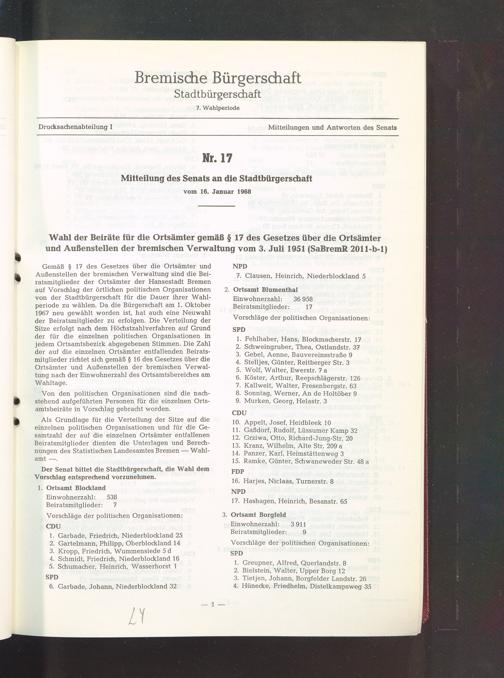 Bremische Bürgerschaft
Stadtbürgerschaft
7. Wahlperiode
Drucksachenabteilung I
Mitteilungen und Antworten des Senats
Nr. 17
Mitteilung des Senats an die Stadtbürgerschaft
vom 16. Januar 1968
Wahl der Beiräte für die Ortsämter gemäß § 17 des Gesetzes über die Ortsämter
und Außenstellen der bremischen Verwaltung vom 3. Juli 1951 (SaBremR 2011-b-1)
Gemäß § 17 des Gesetzes über die Ortsämter und
Außenstellen der bremischen Verwaltung sind die Bei-
ratsmitglieder der Ortsämter der Hansestadt Bremen
auf Vorschlag der örtlichen politischen Organisationen
von der Stadtbürgerschaft für die Dauer ihrer Wahl-
periode zu wählen. Da die Bürgerschaft am 1. Oktober
1967 neu gewählt worden ist, hat auch eine Neuwahl
der Beiratsmitglieder zu erfolgen. Die Verteilung der
Sitze erfolgt nach dem Höchstzahlverfahren auf Grund
der für die einzelnen politischen Organisationen in
jedem Ortsamtsbezirk abgegebenen Stimmen. Die Zahl
der auf die einzelnen Ortsämter entfallenen Beirats-
mitglieder richtet sich gemäß § 16 des Gesetzes über die
Ortsämter und Außenstellen der bremischen Verwal-
tung nach der Einwohnerzahl des Ortsamtsbereiches am
Wahltage.
Von den politischen Organisationen sind die nach-
stehend aufgeführten Personen für die einzelnen Orts-
amtsbeiräte in Vorschlag gebracht worden.
Als Grundlage für die Verteilung der Sitze auf die
einzelnen politischen Organisationen und für die Ge-
samtzahl der auf die einzelnen Ortsämter entfallenen
Beiratsmitglieder dienten die Unterlagen und Berech-
nungen des Statistischen Landesamtes Bremen — Wahl-
amt —.
Der Senat bittet die Stadtbürgerschaft, die Wahl dem
Vorschlag entsprechend vorzunehmen.
1. Ortsamt Blockland
Einwohnerzahl: 538
Beiratsmitglieder: 7
Vorschläge der politischen Organisationen:
CDU
1. Garbade, Friedrich, Niederblockland 25
2. Gartelmann, Philipp, Oberblockland 14
3. Kropp, Friedrich, Wummensiede 5 d
4. Schmidt, Friedrich, Niederblockland 16
5. Schumacher, Heinrich, Wasserhorst 1
SPD
6. Garbade, Johann, Niederblockland 32
NPD
7. Clausen, Heinrich, Niederblockland 5
2. Ortsamt Blumenthal
Einwohnerzahl: 36 958
Beiratsmitglieder: 17
Vorschläge der politischen Organisationen:
SPD
1. Fehlhaber, Hans, Blockmacherstr. 17
2. Schweingruber, Thea, Ostlandstr. 37
3. Gebel, Aenne, Bauvereinstraße 9
4. Stelljes, Günter, Reitberger Str. 3
5. Wolf, Walter, Ewerstr. 7 a
6. Köster, Arthur, Reepschlägerstr. 126
7. Kallweit, Walter, Fresenbergstr. 63
8. Sonntag, Werner, An de Holtöber 9
9. Murken, Georg, Helasstr. 3
CDU
10. Appelt, Josef, Heidbleek 10
11. Gaßdorf, Rudolf, Lüssumer Kamp 32
12. Grziwa, Otto, Richard-Jung-Str. 20
13. Kranz, Wilhelm, Alte Str. 209 a
14. Panzer, Karl, Heimstättenweg 3
15. Ramke, Günter, Schwaneweder Str. 48 a
FDP
16. Harjes, Niclaas, Turnerstr. 8
NPD
17. Hashagen, Heinrich, Besanstr. 65
3. Ortsamt Borgfeld
Einwohnerzahl: 3 911
Beiratsmitglieder: 9
Vorschläge der politischen Organisationen:
SPD
1. Greupner, Alfred, Querlandstr. 8
2. Bielstein, Walter, Upper Borg 12
3. Tietjen, Johann, Borgfelder Landstr. 26
4. Hünecke, Friedhelm, Distelkampsweg 35
— 1 —